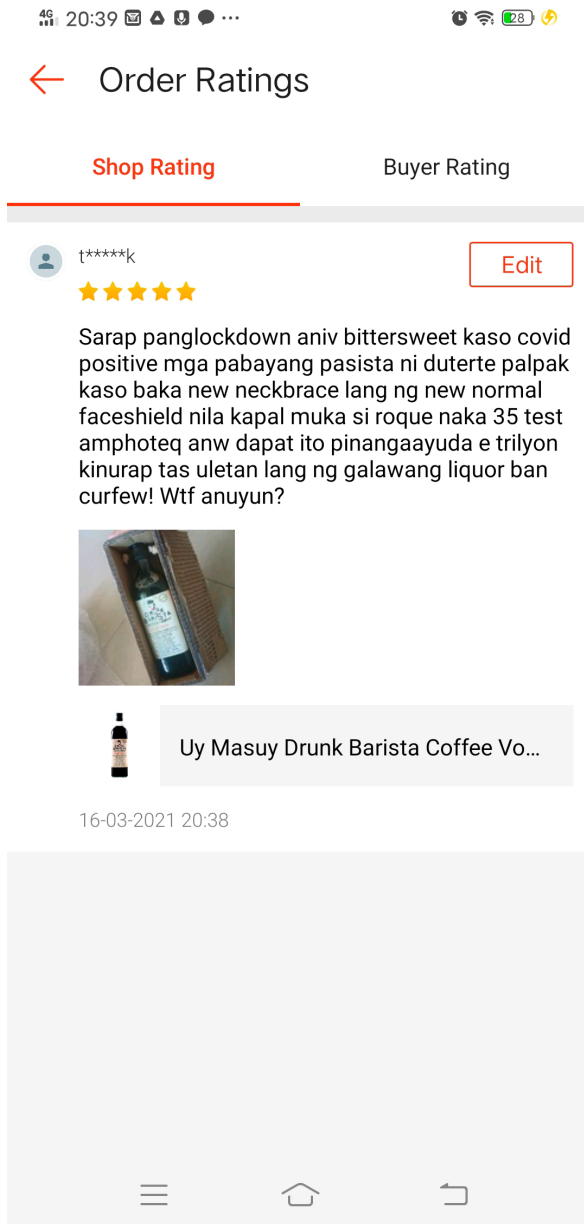 4G 20:39 28
Order Ratings
Shop Rating Buyer Rating
t*****k
Edit
Sarap panglockdown aniv bittersweet kaso covid
positive mga pabayang pasista ni duterte palpak
kaso baka new neckbrace lang ng new normal
faceshield nila kapal muka si roque naka 35 test
amphoteq anw dapat ito pinangaayuda e trilyon
kinurap tas uletan lang ng galawang liquor ban
curfew! Wtf anuyun?
Uy Masuy Drunk Barista Coffee Vo...
16-03-2021 20:38